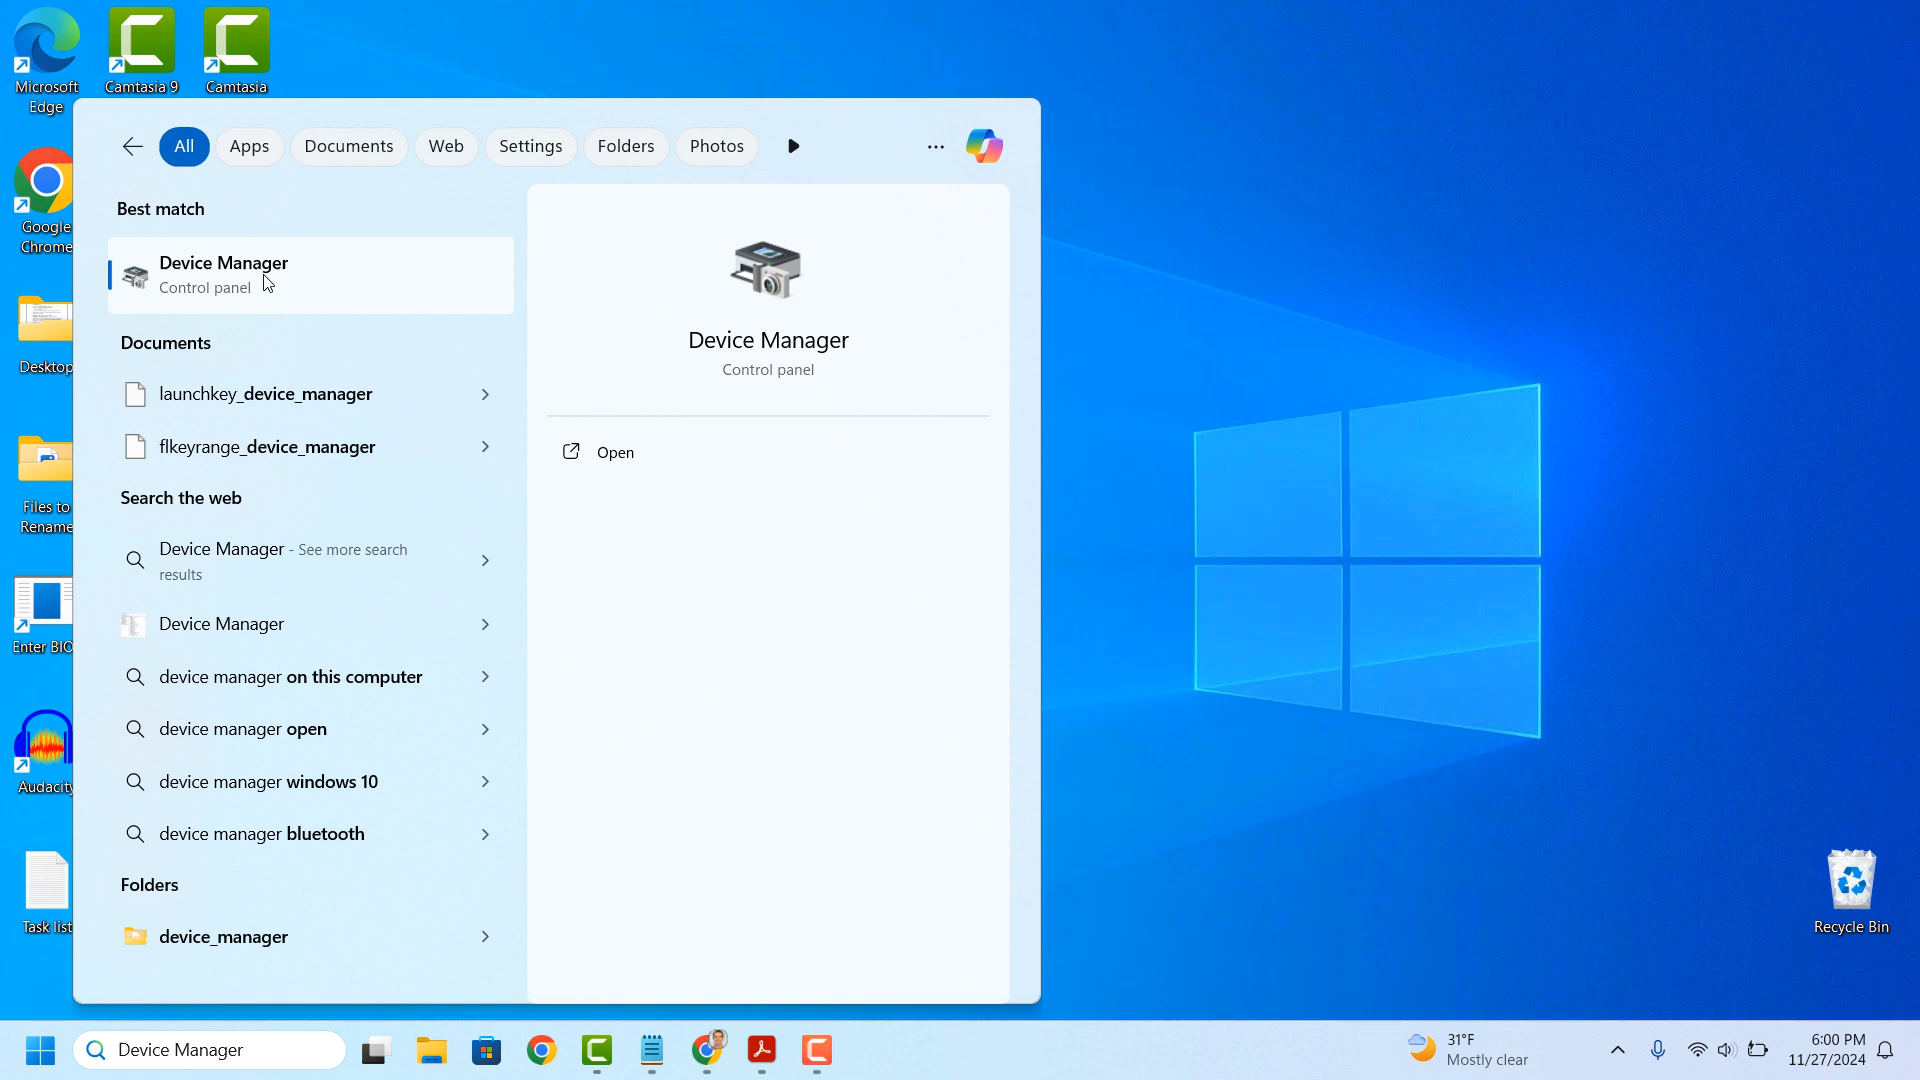 Microsoft
Edge
Camtasia 9
Camtasia
Google
Chrome
Desktop
Files to
Rename
Enter BIO
Audacity
Task list
All
Apps
Documents
Web
Settings
Folders
Photos
Best match
Device Manager
Control panel
Documents
launchkey_device_manager
flkeyrange_device_manager
Search the web
Device Manager - See more search
results
Device Manager
device manager on this computer
device manager open
device manager windows 10
device manager bluetooth
Folders
device_manager
Device Manager
Control panel
Open
Recycle Bin
Device Manager
31°F
Mostly clear
6:00 PM
11/27/2024